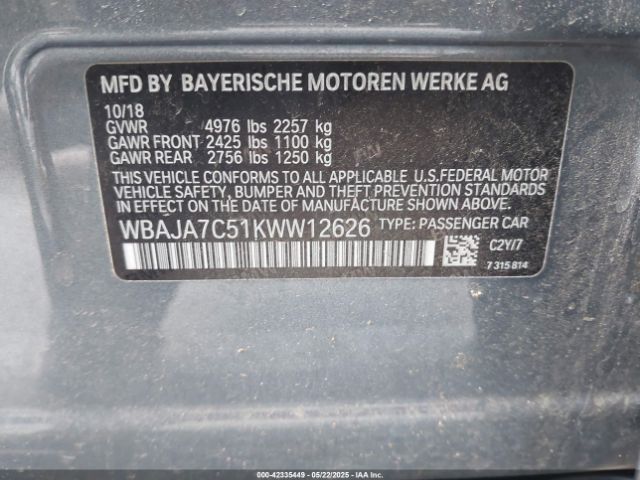 MFD BY BAYERISCHE MOTOREN WERKE AG
10/18
GVWR 4976 lbs 2257 kg
GAWR FRONT 2425 lbs 1100 kg
GAWR REAR 2756 lbs 1250 kg
THIS VEHICLE CONFORMS TO ALL APPLICABLE U.S.FEDERAL MOTOR
VEHICLE SAFETY, BUMPER AND THEFT PREVENTION STANDARDS
IN EFFECT ON THE DATE OF MANUFACTURE SHOWN ABOVE.
WBAJA7C51KWW12626 TYPE: PASSENGER CAR
C2Y/7
7 315 814
000-42335449 - 05/22/2025 - COPART